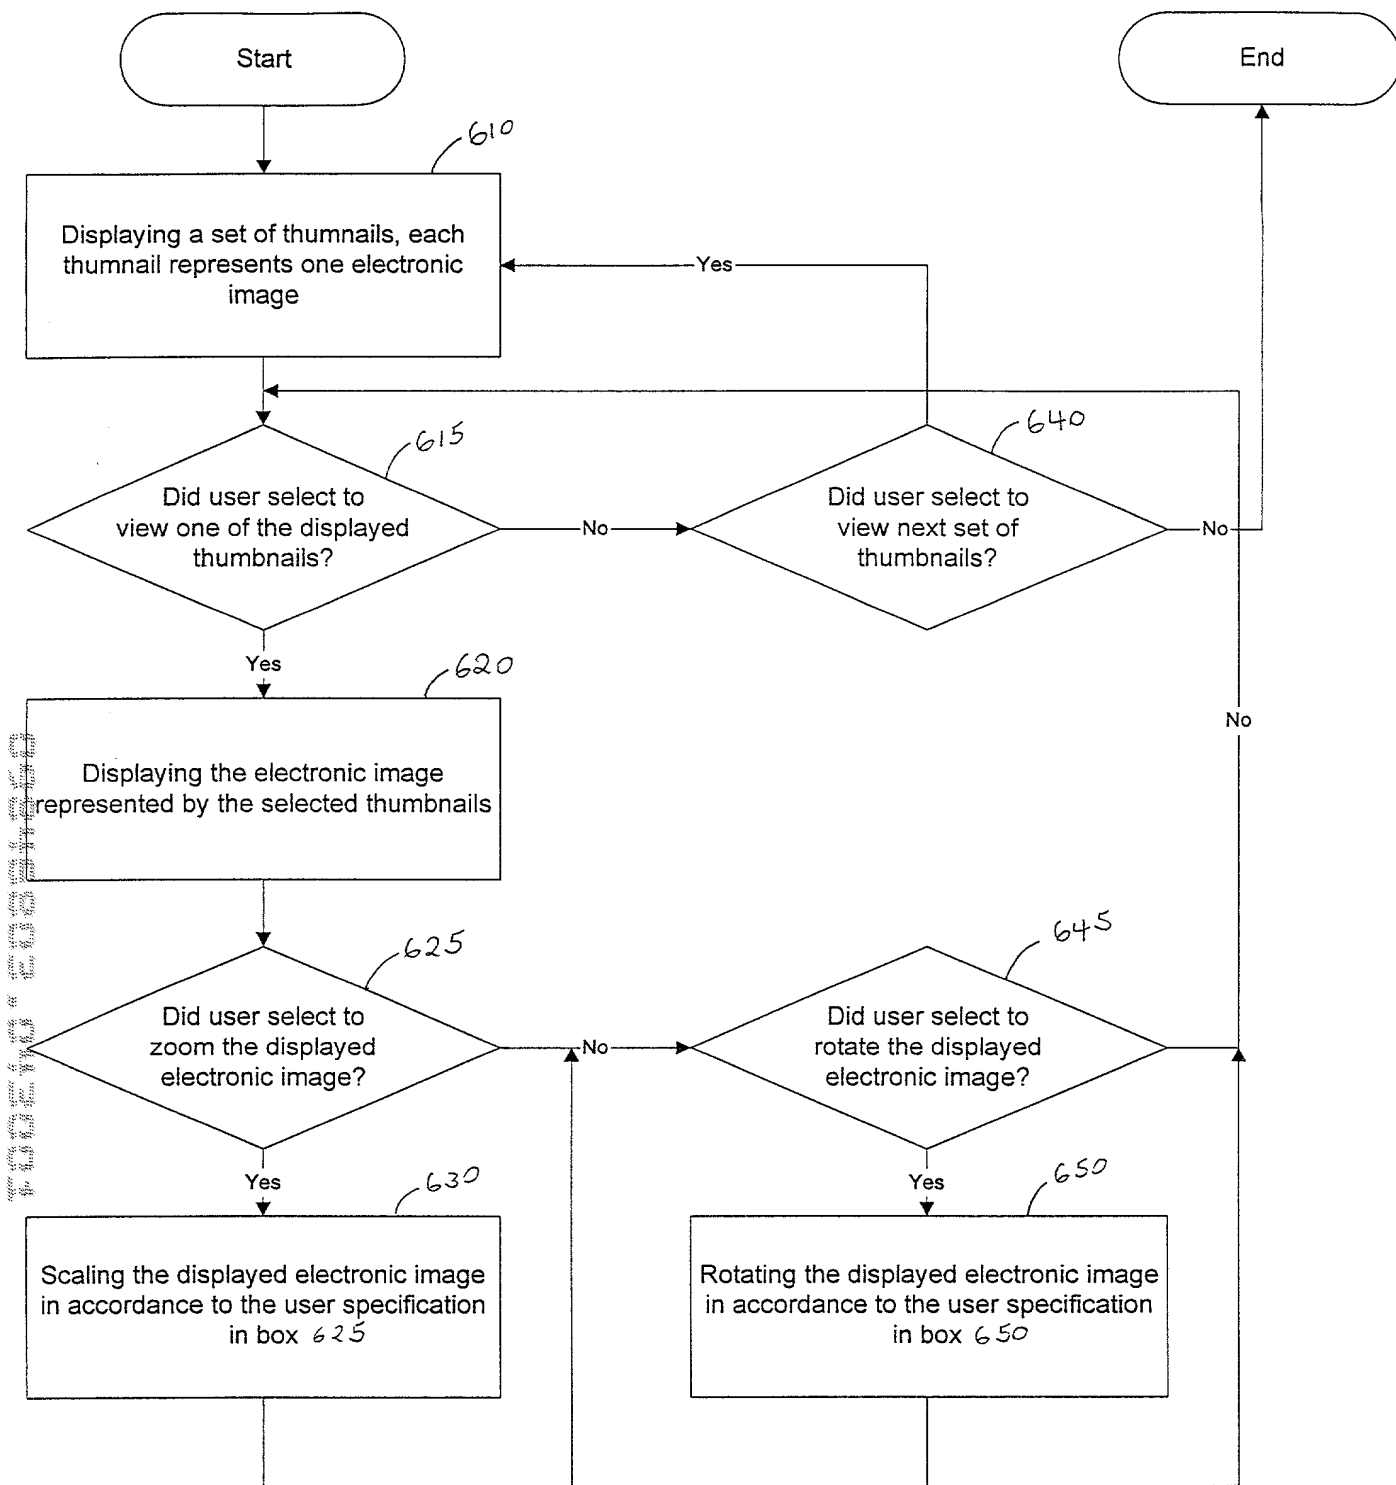 Start
End
610
Displaying a set of thumnails, each
thumnail represents one electronic
image
Yes
615
Did user select to
view one of the displayed
thumbnails?
No
640
Did user select to
view next set of
thumbnails?
No
Yes
620
Displaying the electronic image
represented by the selected thumbnails
No
625
Did user select to
zoom the displayed
electronic image?
No
645
Did user select to
rotate the displayed
electronic image?
Yes
630
Scaling the displayed electronic image
in accordance to the user specification
in box 625
Yes
650
Rotating the displayed electronic image
in accordance to the user specification
in box 650